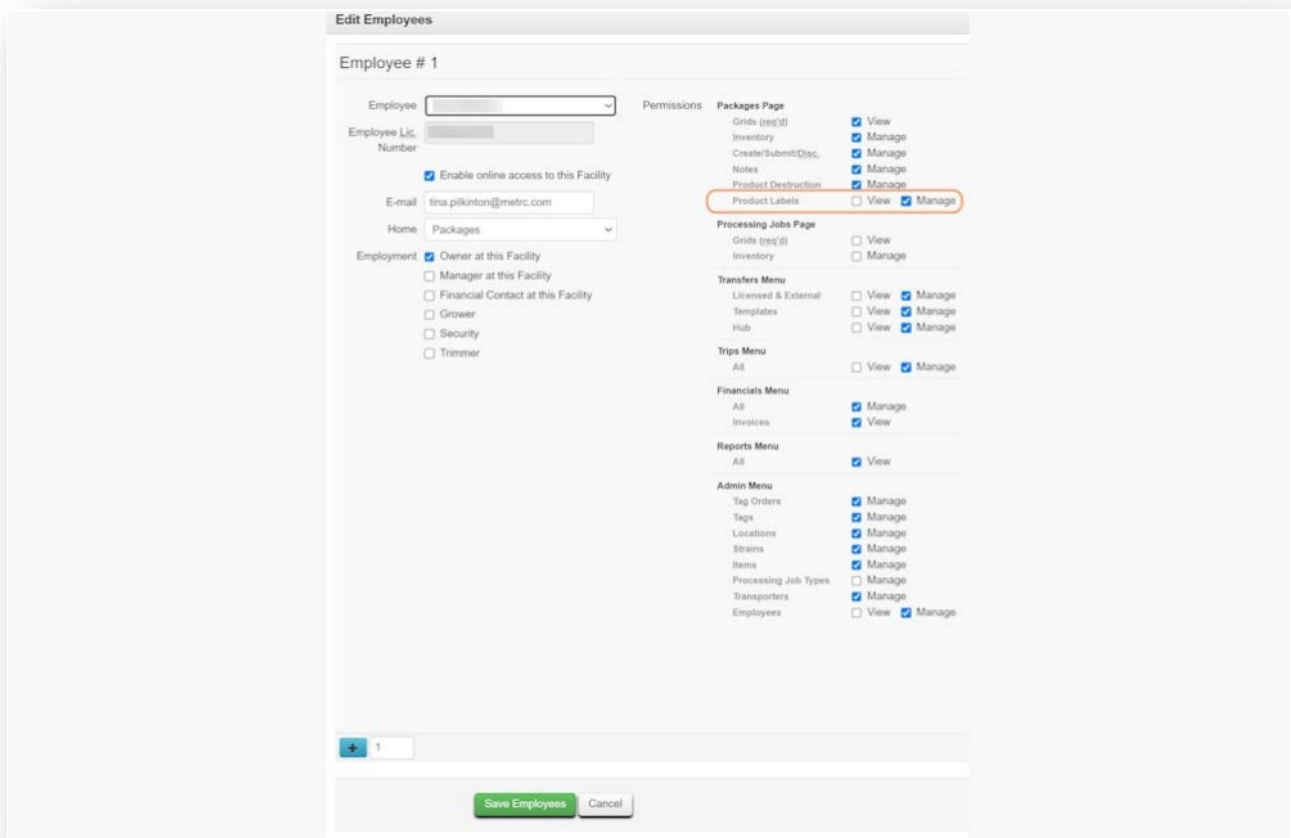 Edit Employees
Employee # 1
Employee
Employee Lic. Number
Enable online access to this Facility
E-mail tina.pilkinton@metrc.com
Home Packages
Employment Owner at this Facility
Manager at this Facility
Financial Contact at this Facility
Grower
Security
Trimmer
Permissions
Packages Page
Grids (req'd) View
Inventory Manage
Create/Submit/Disc. Manage
Notes Manage
Product Destruction Manage
Product Labels View Manage
Processing Jobs Page
Grids (req'd) View
Inventory Manage
Transfers Menu
Licensed & External View Manage
Templates View Manage
Hub View Manage
Trips Menu
All View Manage
Financials Menu
All Manage
Invoices View
Reports Menu
All View
Admin Menu
Tag Orders Manage
Tags Manage
Locations Manage
Strains Manage
Items Manage
Processing Job Types Manage
Transporters Manage
Employees View Manage
+ 1
Save Employees Cancel